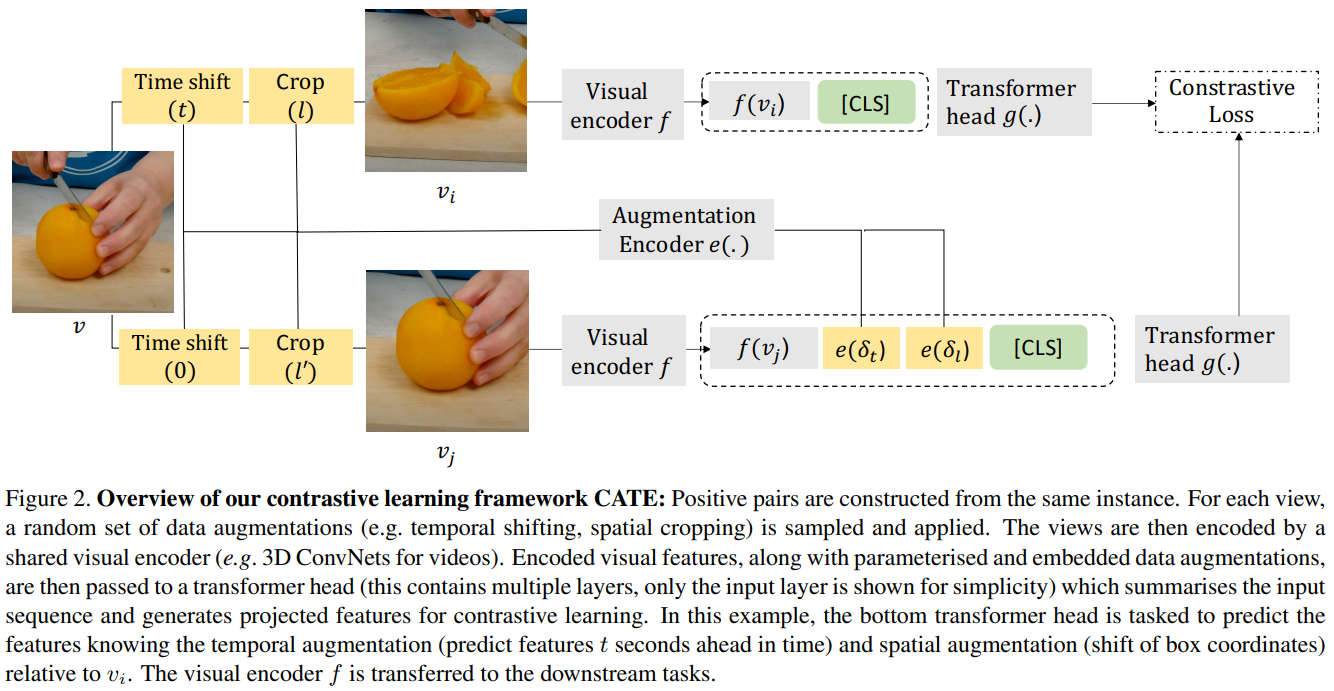 Time shift
(t)
Crop
(l)
v_i
Visual
encoder f
f(v_i)
[CLS]
Transformer
head g(.)
Constrastive
Loss
v
Augmentation
Encoder e(.)
Time shift
(0)
Crop
(l′)
v_j
Visual
encoder f
f(v_j)
e(δ_t)
e(δ_l)
[CLS]
Transformer
head g(.)
Figure 2. Overview of our contrastive learning framework CATE: Positive pairs are constructed from the same instance. For each view,
a random set of data augmentations (e.g. temporal shifting, spatial cropping) is sampled and applied. The views are then encoded by a
shared visual encoder (e.g. 3D ConvNets for videos). Encoded visual features, along with parameterised and embedded data augmentations,
are then passed to a transformer head (this contains multiple layers, only the input layer is shown for simplicity) which summarises the input
sequence and generates projected features for contrastive learning. In this example, the bottom transformer head is tasked to predict the
features knowing the temporal augmentation (predict features t seconds ahead in time) and spatial augmentation (shift of box coordinates)
relative to v_i. The visual encoder f is transferred to the downstream tasks.